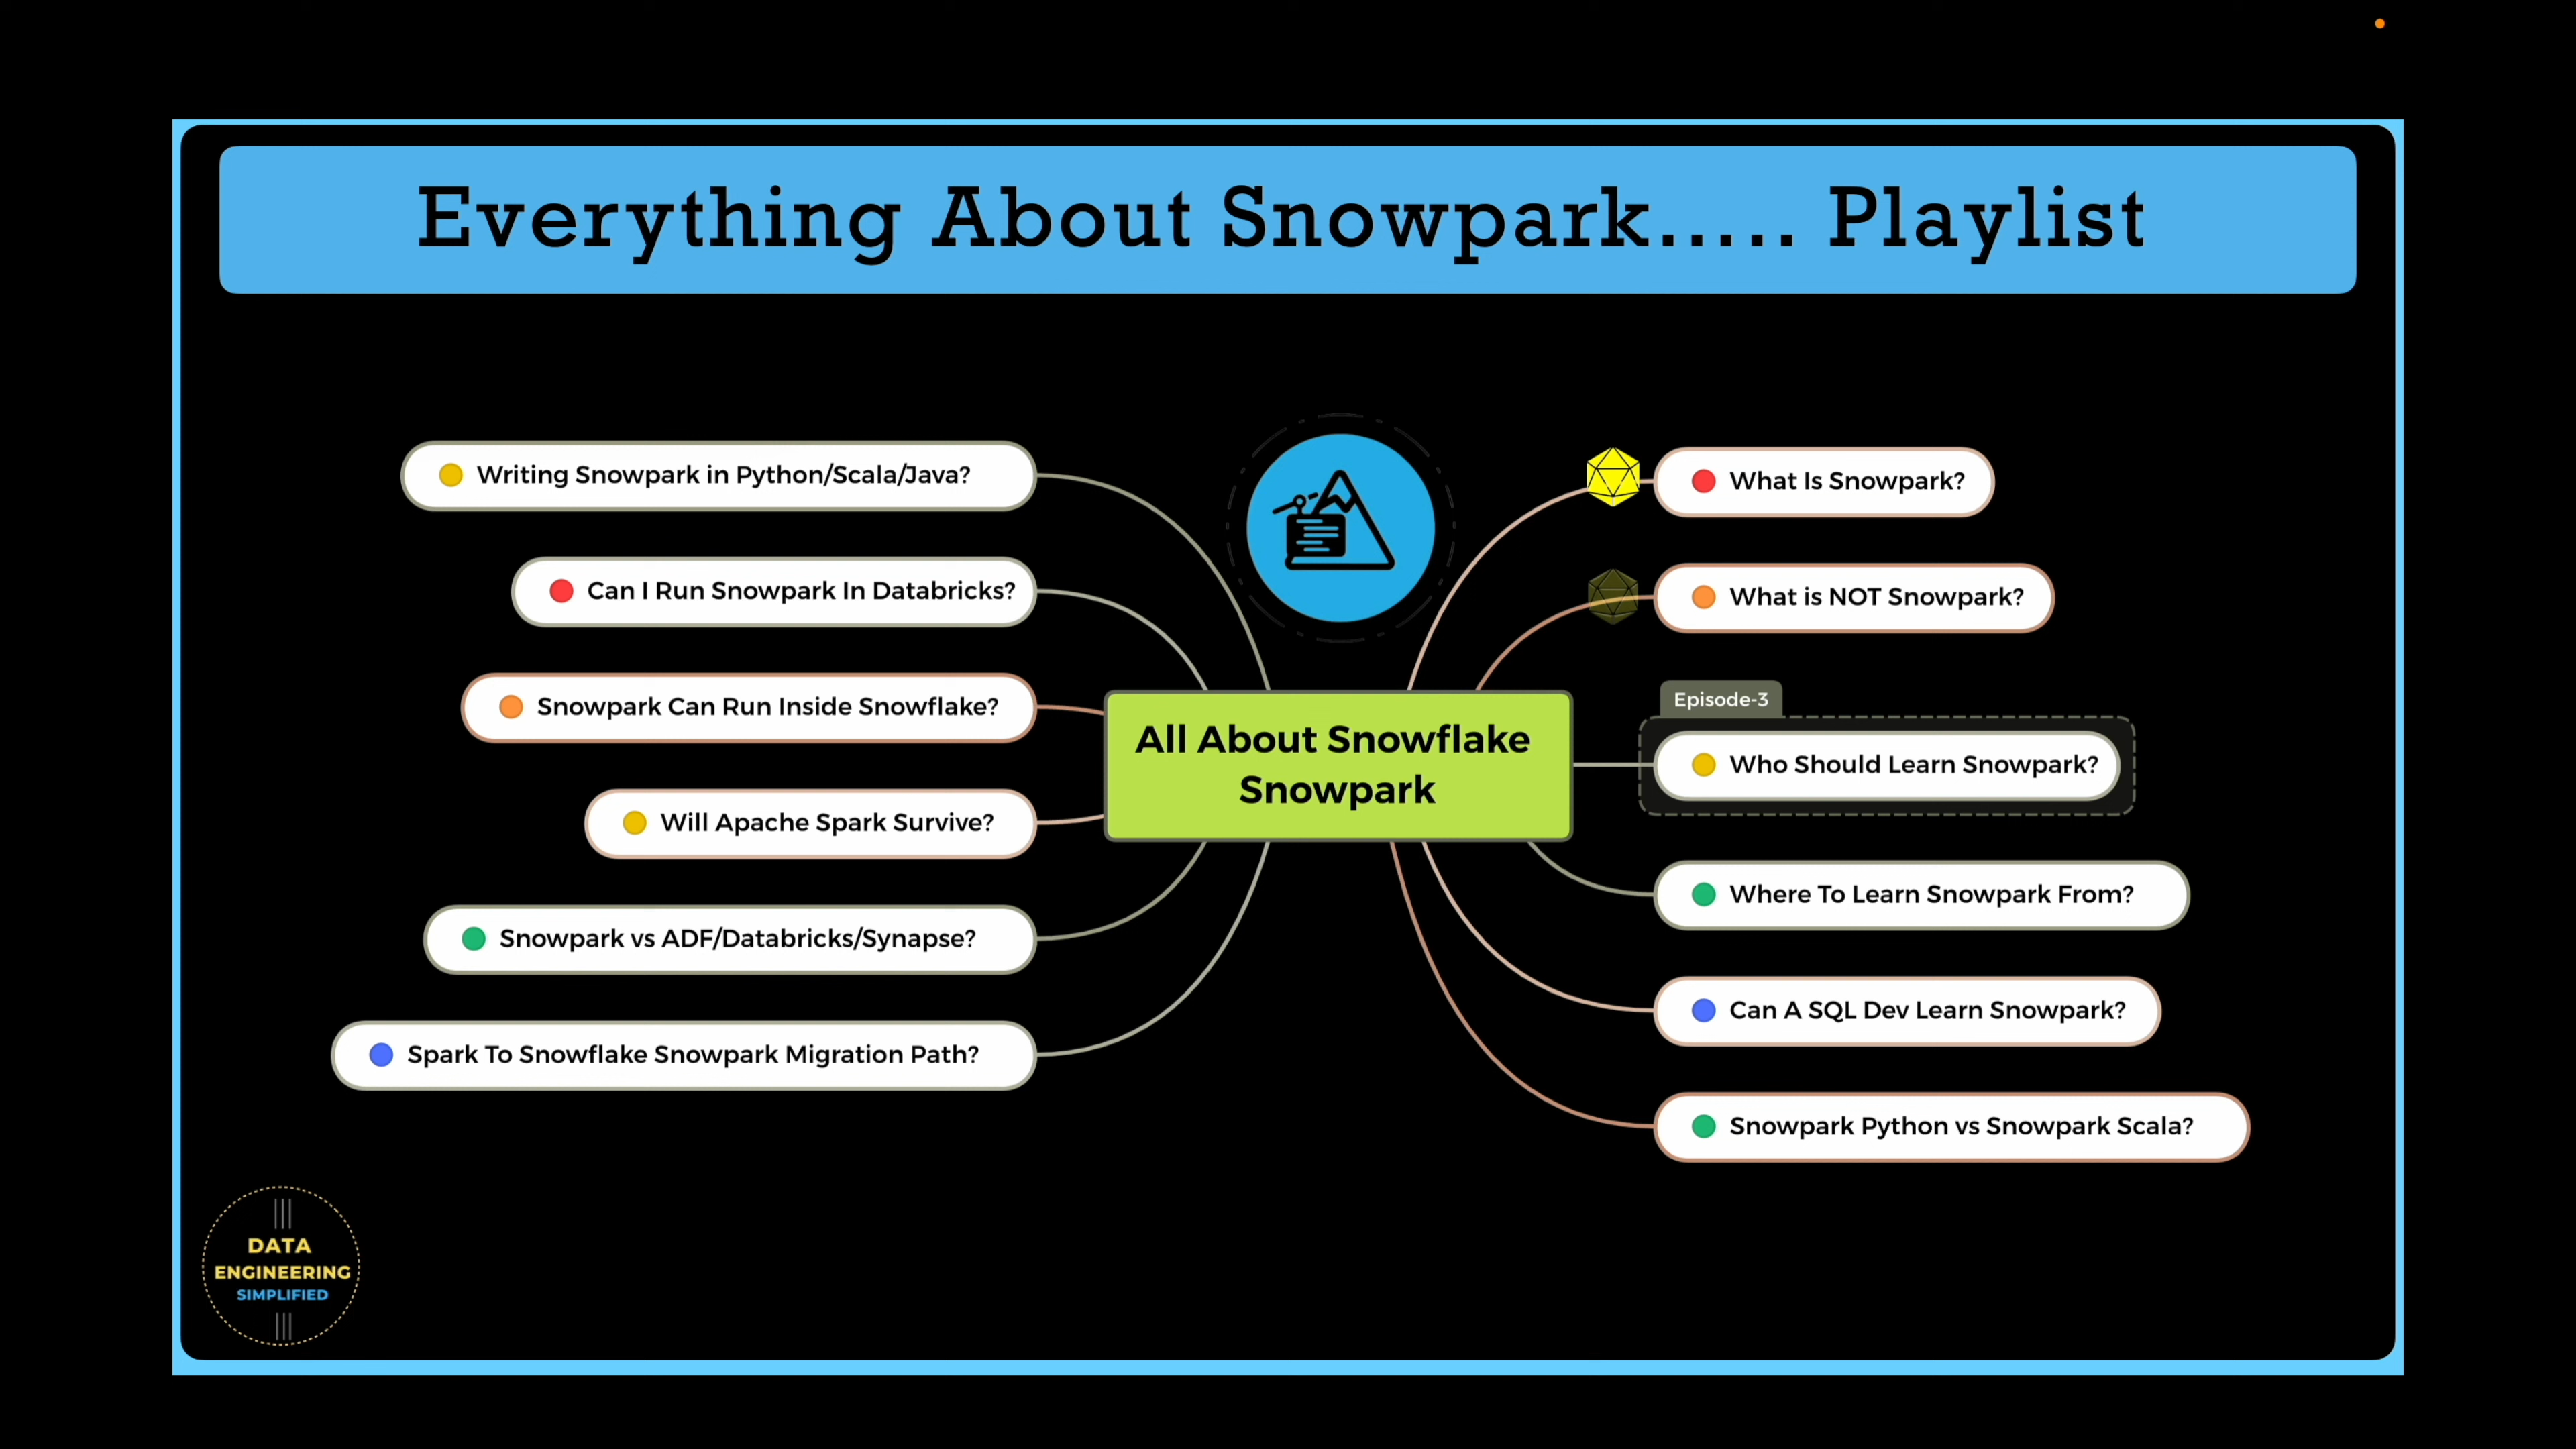 Everything About Snowpark..... Playlist
Writing Snowpark in Python/Scala/Java?
Can I Run Snowpark In Databricks?
Snowpark Can Run Inside Snowflake?
Will Apache Spark Survive?
Snowpark vs ADF/Databricks/Synapse?
Spark To Snowflake Snowpark Migration Path?
All About Snowflake
Snowpark
What Is Snowpark?
What is NOT Snowpark?
Episode-3
Who Should Learn Snowpark?
Where To Learn Snowpark From?
Can A SQL Dev Learn Snowpark?
Snowpark Python vs Snowpark Scala?
DATA
ENGINEERING
SIMPLIFIED